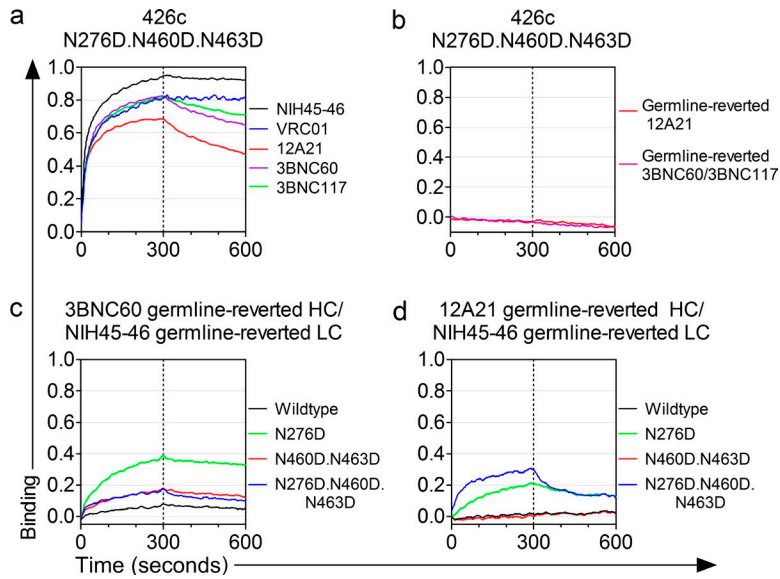 a
426c
N276D.N460D.N463D
1.0
0.8
0.6
0.4
0.2
0.0
0
300
600
NIH45-46
VRC01
12A21
3BNC60
3BNC117
b
426c
N276D.N460D.N463D
1.0
0.8
0.6
0.4
0.2
0.0
0
300
600
Germline-reverted
12A21
Germline-reverted
3BNC60/3BNC117
c
3BNC60 germline-reverted HC/
NIH45-46 germline-reverted LC
1.0
0.8
0.6
0.4
0.2
0.0
0
300
600
Wildtype
N276D
N460D.N463D
N276D.N460D.
N463D
d
12A21 germline-reverted HC/
NIH45-46 germline-reverted LC
1.0
0.8
0.6
0.4
0.2
0.0
0
300
600
Wildtype
N276D
N460D.N463D
N276D.N460D.
N463D
Binding
Time (seconds)